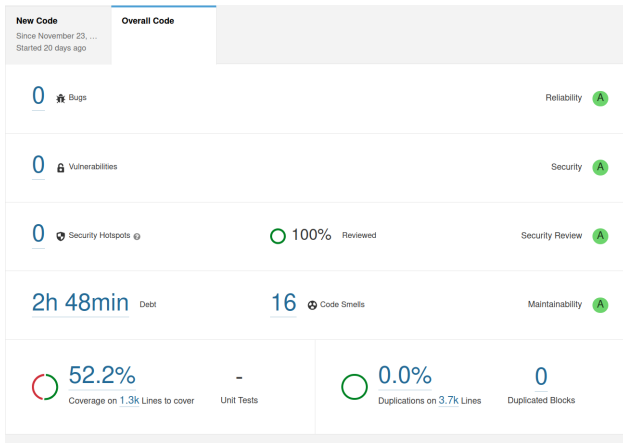 New Code
Since November 23, ...
Started 20 days ago
Overall Code
0 Bugs
Reliability A
0 Vulnerabilities
Security A
0 Security Hotspots ?
100% Reviewed
Security Review A
2h 48min Debt
16 Code Smells
Maintainability A
52.2%
Coverage on 1.3k Lines to cover
-
Unit Tests
0.0%
Duplications on 3.7k Lines
0
Duplicated Blocks